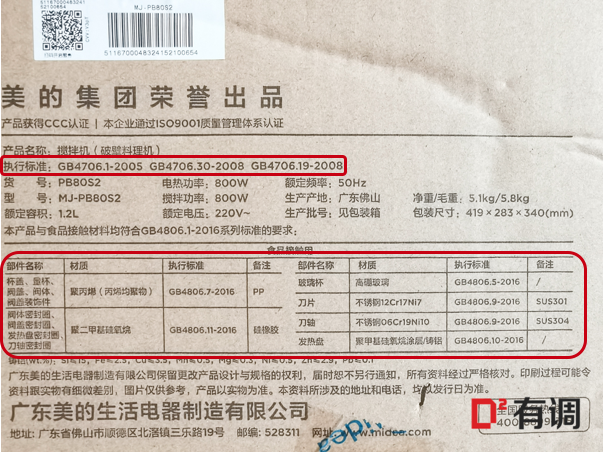 51167000483241
52100654
MJ-PB80S2
5116700048324152100654
美的集团荣誉出品
产品获得CCC认证 | 本企业通过ISO9001质量管理体系认证
产品名称：搅拌机（破壁料理机）
执行标准：GB4706.1-2005 GB4706.30-2008 GB4706.19-2008
货 号：PB80S2 电热功率：800W 额定频率：50Hz
型 号：MJ-PB80S2 搅拌功率：800W 生产产地：广东佛山 净重/毛重：5.1kg/5.8kg
额定容积：1.2L 额定电压：220V~ 生产批号：见包装箱 包装尺寸：419×283×340(mm)
本产品与食品接触材料均符合GB4806.1-2016系列标准的要求：
食品接触用
部件名称 材质 执行标准 备注 部件名称 材质 执行标准 备注
杯盖、量杯、阀盖、阀体、阀盖装饰件 聚丙烯（丙烯均聚物） GB4806.7-2016 PP 玻璃杯 高硼玻璃 GB4806.5-2016 /
刀片 不锈钢12Cr17Ni7 GB4806.9-2016 SUS301
阀体密封圈、阀盖密封圈、发热盘密封圈、刀轴密封圈 聚二甲基硅氧烷 GB4806.11-2016 硅橡胶 刀轴 不锈钢06Cr19Ni10 GB4806.9-2016 SUS304
发热盘 聚甲基硅氧烷涂层/铸铝 GB4806.10-2016 /
广东美的生活电器制造有限公司保留更改产品设计与规格的权利，届时恕不另行通知，所有资料经过严格核对。印刷过程可能令
资料跟实物有细微差别，图片仅供参考，产品以实物为准。本资料所涉及的地址和电话，均以发行日为准。
广东美的生活电器制造有限公司
地址：广东省佛山市顺德区北滘镇三乐路19号 邮编：528311 网址：www.midea.com
D² 有调